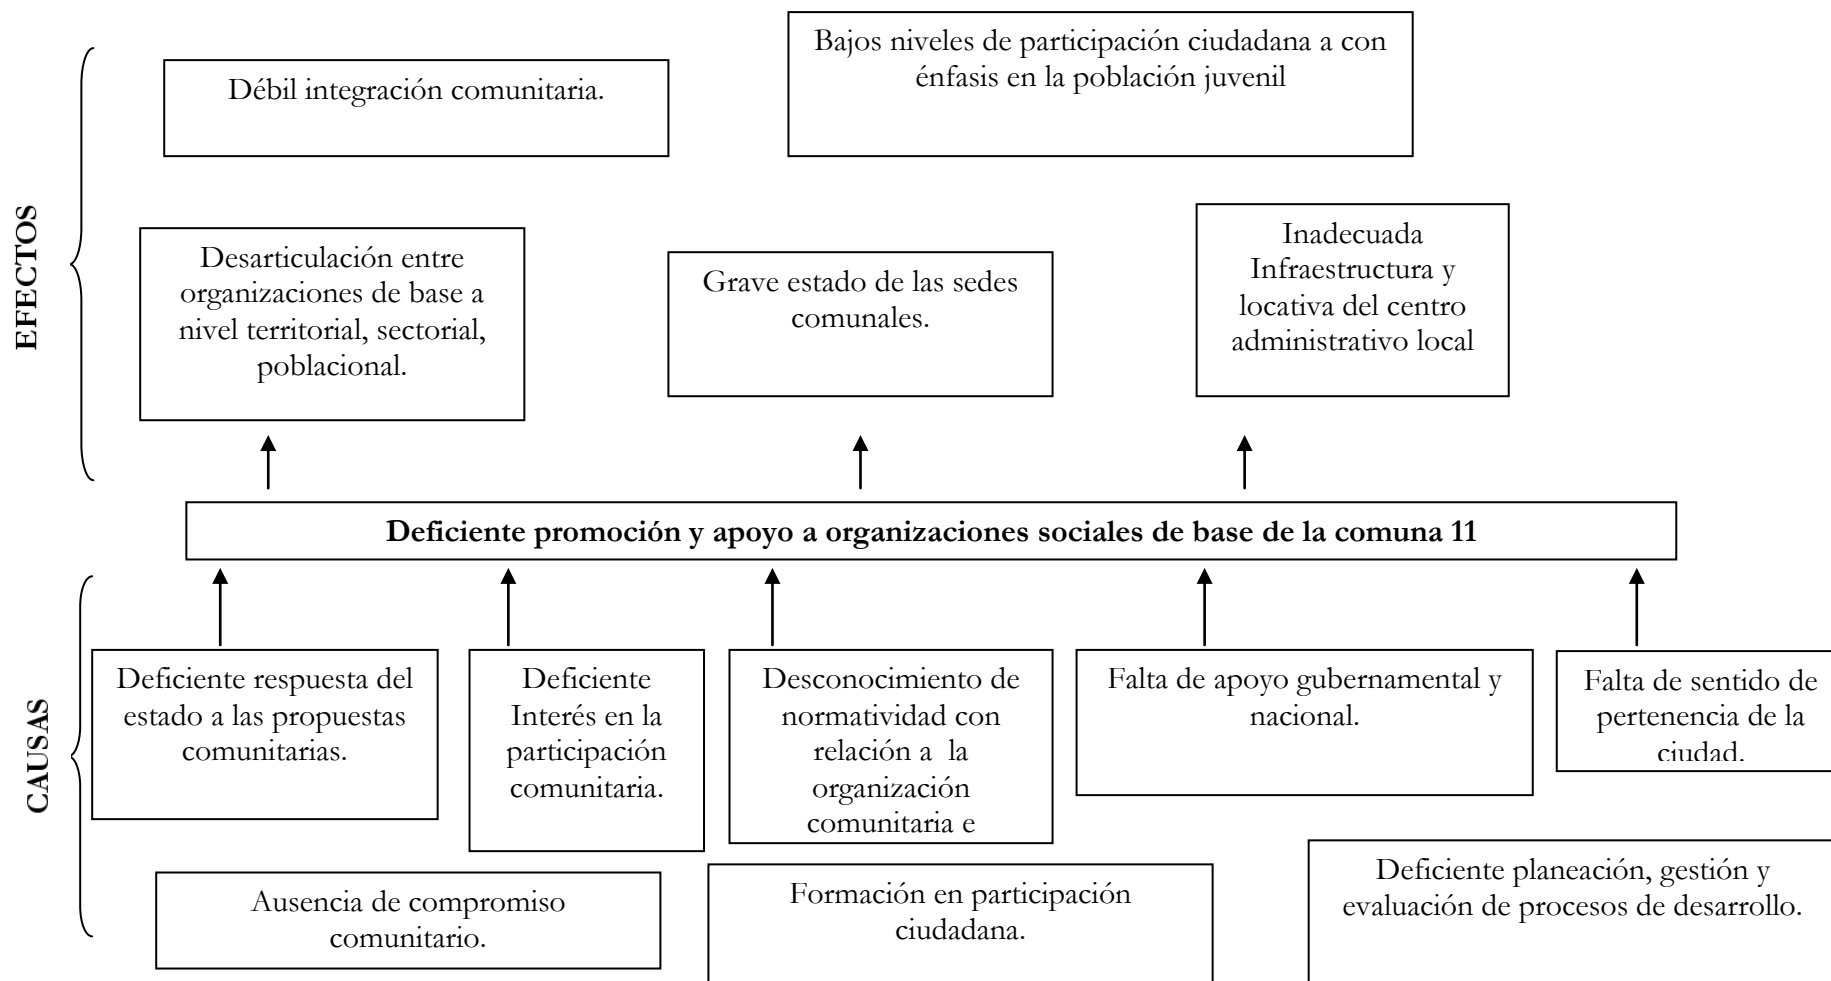 EFECTOS
Débil integración comunitaria.
Bajos niveles de participación ciudadana a con
énfasis en la población juvenil
Desarticulación entre
organizaciones de base a
nivel territorial, sectorial,
poblacional.
Grave estado de las sedes
comunales.
Inadecuada
Infraestructura y
locativa del centro
administrativo local
Deficiente promoción y apoyo a organizaciones sociales de base de la comuna 11
CAUSAS
Deficiente respuesta del
estado a las propuestas
comunitarias.
Deficiente
Interés en la
participación
comunitaria.
Desconocimiento de
normatividad con
relación a  la
organización
comunitaria e
Falta de apoyo gubernamental y
nacional.
Falta de sentido de
pertenencia de la
ciudad.
Ausencia de compromiso
comunitario.
Formación en participación
ciudadana.
Deficiente planeación, gestión y
evaluación de procesos de desarrollo.